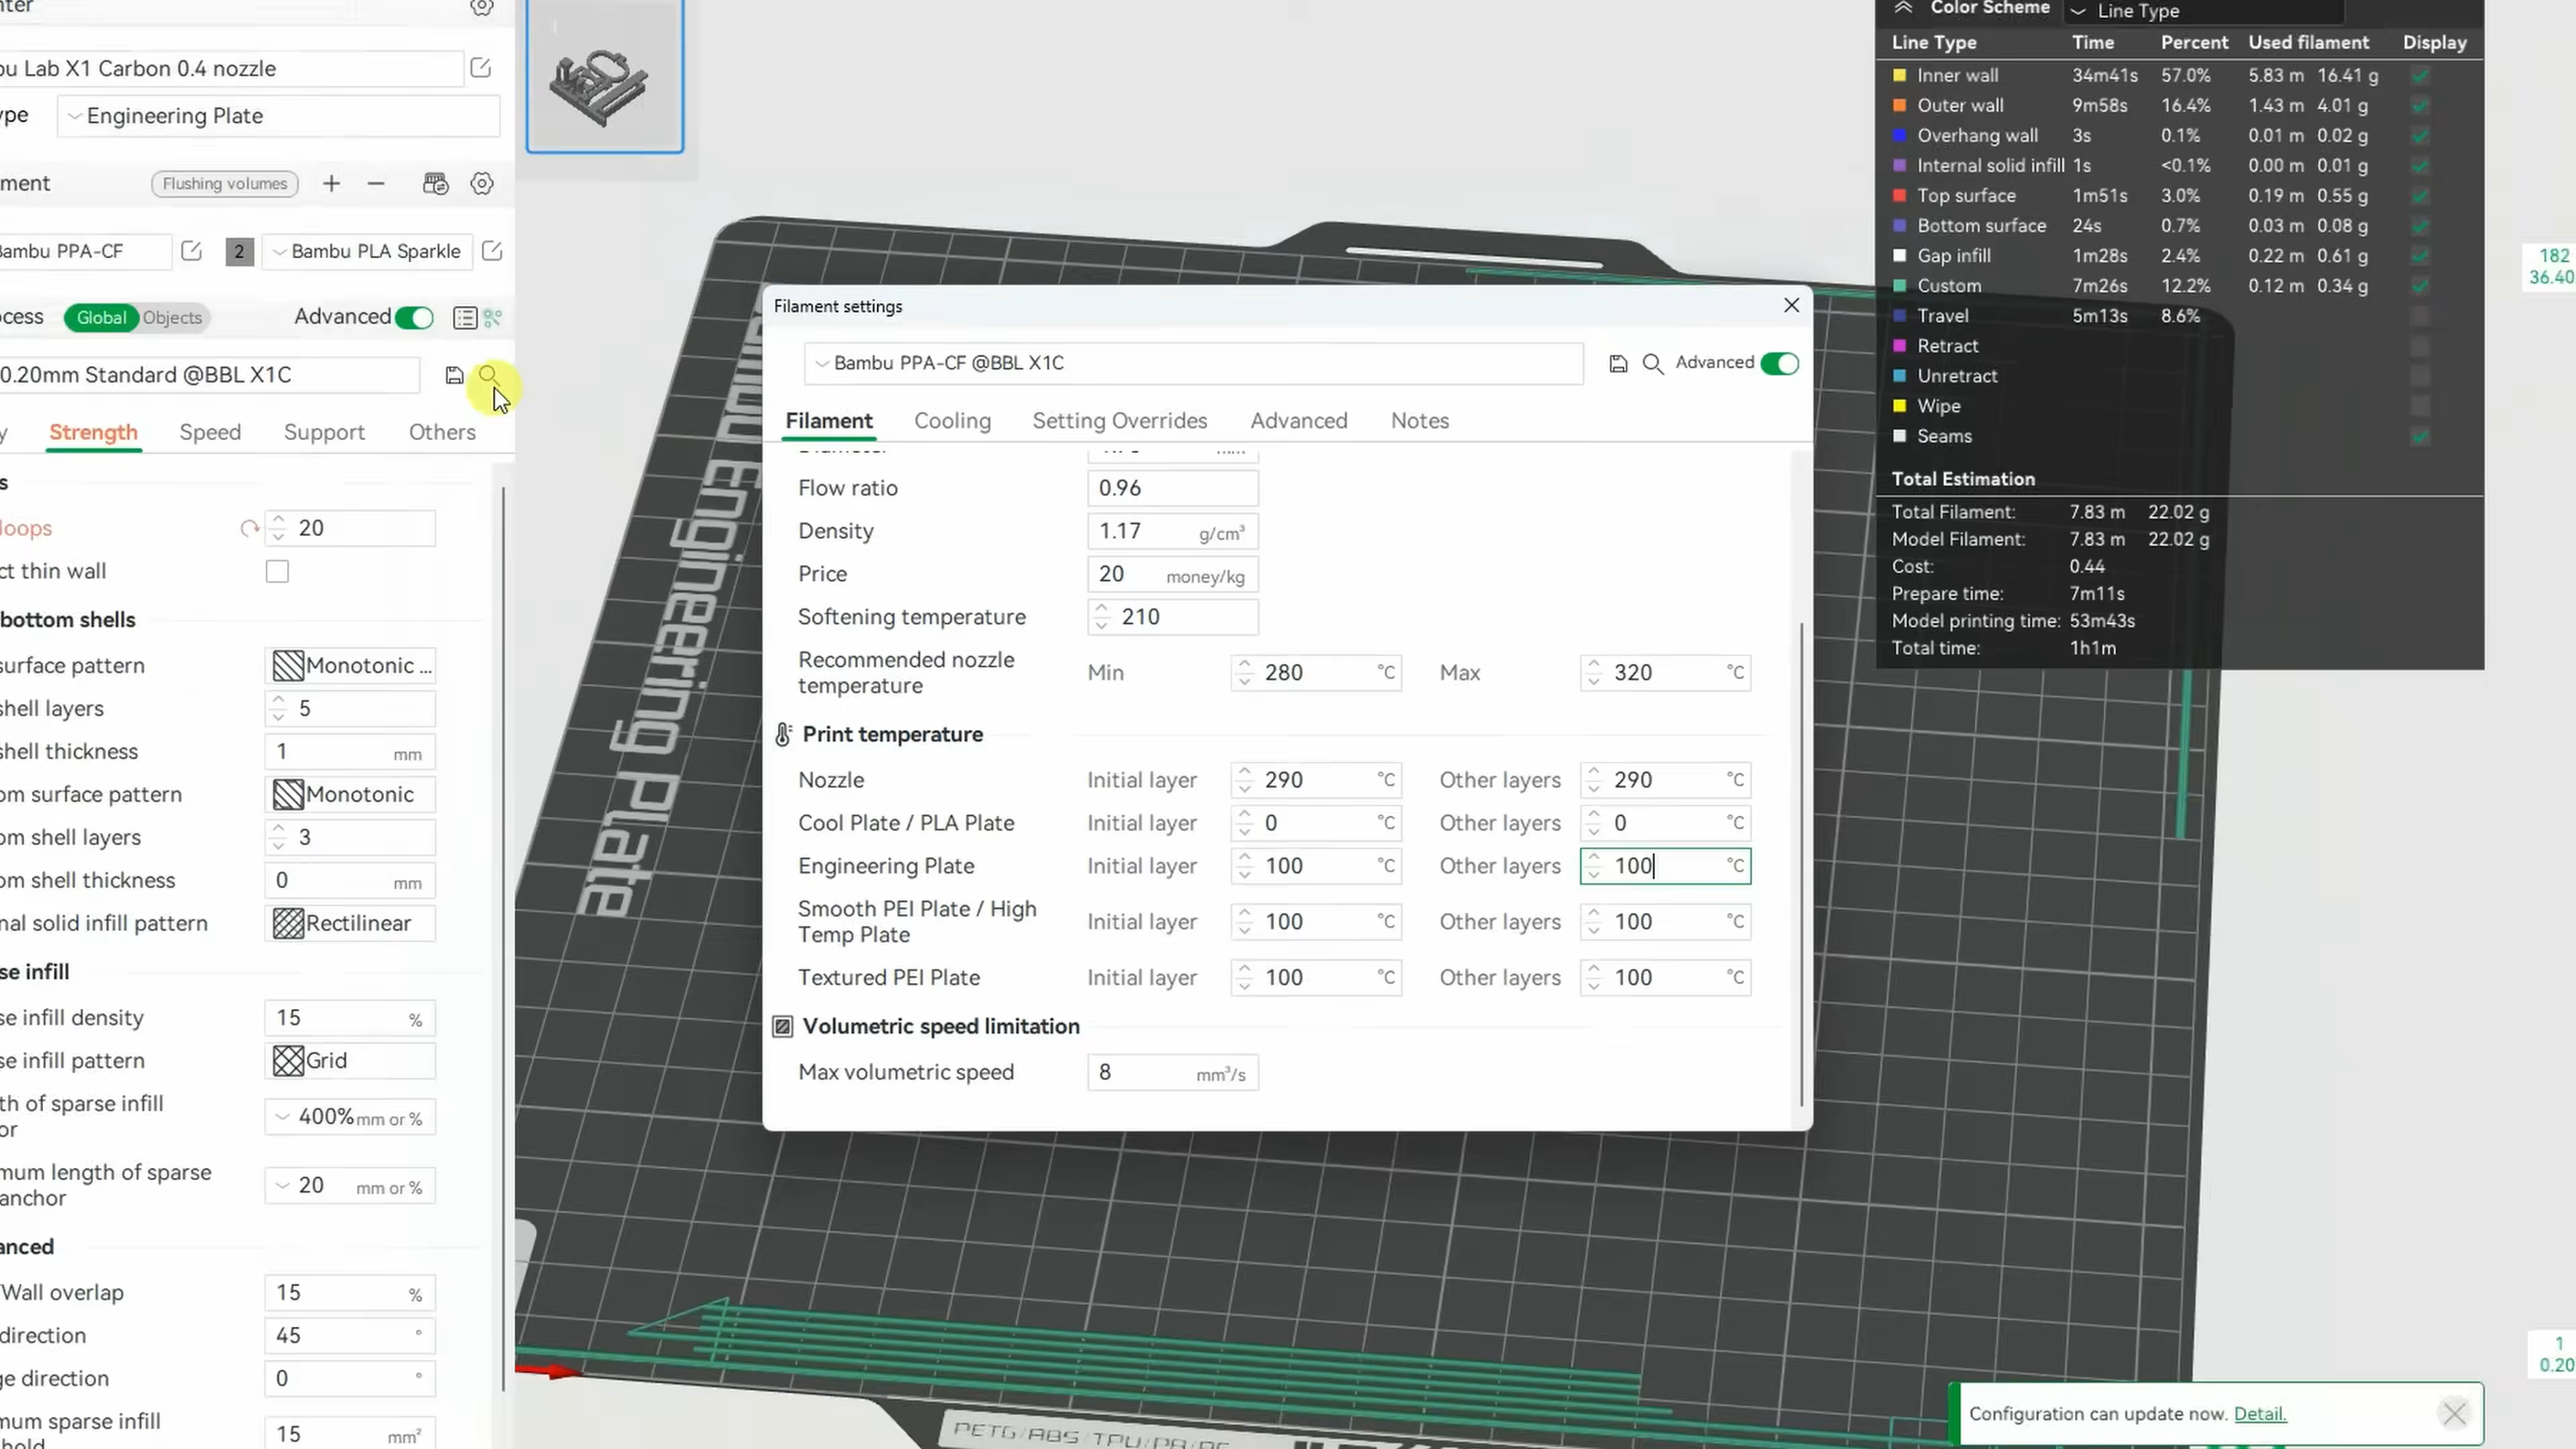 nter
bu Lab X1 Carbon 0.4 nozzle
ype
Engineering Plate
ment
Flushing volumes
Bambu PPA-CF
2
Bambu PLA Sparkle
cess
Global
Objects
Advanced
0.20mm Standard @BBL X1C
y
Strength
Speed
Support
Others
s
loops
20
ct thin wall
bottom shells
surface pattern
Monotonic ...
shell layers
5
shell thickness
1 mm
om surface pattern
Monotonic
om shell layers
3
om shell thickness
0 mm
nal solid infill pattern
Rectilinear
se infill
se infill density
15 %
se infill pattern
Grid
th of sparse infill
or
400% mm or %
mum length of sparse
anchor
20 mm or %
anced
Wall overlap
15 %
direction
45 °
ge direction
0 °
mum sparse infill
hold
15 mm²
Engineering Plate
Filament settings
Bambu PPA-CF @BBL X1C
Advanced
Filament
Cooling
Setting Overrides
Advanced
Notes
Flow ratio
0.96
Density
1.17 g/cm³
Price
20 money/kg
Softening temperature
210
Recommended nozzle
temperature
Min 280 °C Max 320 °C
Print temperature
Nozzle Initial layer 290 °C Other layers 290 °C
Cool Plate / PLA Plate Initial layer 0 °C Other layers 0 °C
Engineering Plate Initial layer 100 °C Other layers 100 °C
Smooth PEI Plate / High
Temp Plate
Initial layer 100 °C Other layers 100 °C
Textured PEI Plate Initial layer 100 °C Other layers 100 °C
Volumetric speed limitation
Max volumetric speed 8 mm³/s
Color Scheme Line Type
Line Type Time Percent Used filament Display
Inner wall 34m41s 57.0% 5.83 m 16.41 g
Outer wall 9m58s 16.4% 1.43 m 4.01 g
Overhang wall 3s 0.1% 0.01 m 0.02 g
Internal solid infill 1s <0.1% 0.00 m 0.01 g
Top surface 1m51s 3.0% 0.19 m 0.55 g
Bottom surface 24s 0.7% 0.03 m 0.08 g
Gap infill 1m28s 2.4% 0.22 m 0.61 g
Custom 7m26s 12.2% 0.12 m 0.34 g
Travel 5m13s 8.6%
Retract
Unretract
Wipe
Seams
Total Estimation
Total Filament: 7.83 m 22.02 g
Model Filament: 7.83 m 22.02 g
Cost: 0.44
Prepare time: 7m11s
Model printing time: 53m43s
Total time: 1h1m
182
36.40
1
0.20
PETG/ABS/TPU/PA/PC
Configuration can update now. Detail.